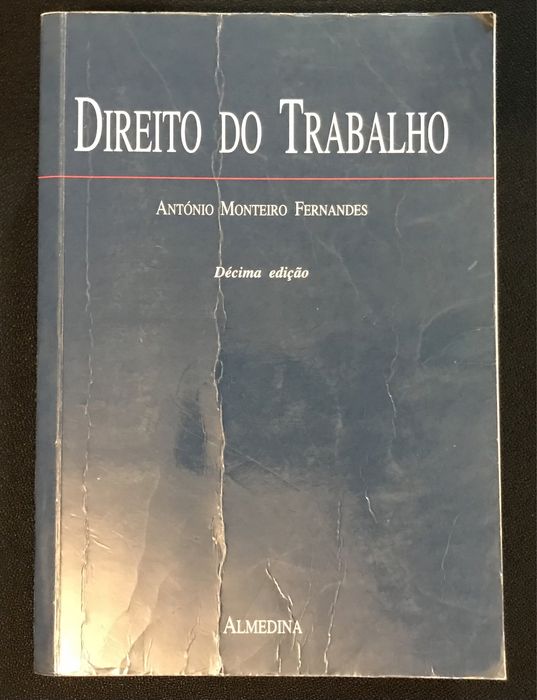 DIREITO DO TRABALHO
ANTÓNIO MONTEIRO FERNANDES
Décima edição
ALMEDINA